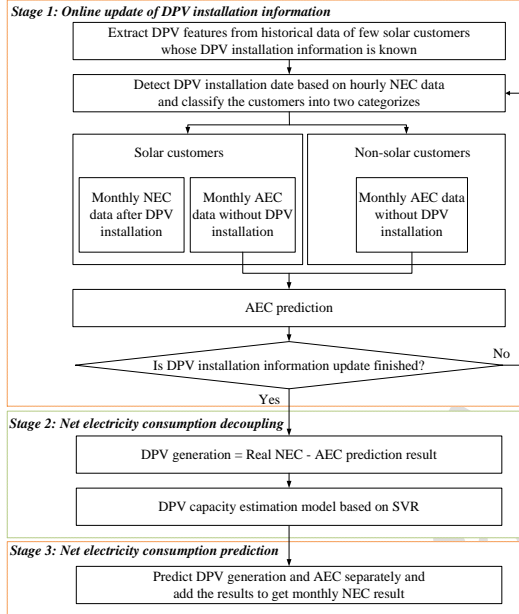 Stage 1: Online update of DPV installation information
Extract DPV features from historical data of few solar customers
whose DPV installation information is known
Detect DPV installation date based on hourly NEC data
and classify the customers into two categorizes
Solar customers
Non-solar customers
Monthly NEC
data after DPV
installation
Monthly AEC
data without DPV
installation
Monthly AEC data
without DPV
installation
AEC prediction
Is DPV installation information update finished?
No
Yes
Stage 2: Net electricity consumption decoupling
DPV generation = Real NEC - AEC prediction result
DPV capacity estimation model based on SVR
Stage 3: Net electricity consumption prediction
Predict DPV generation and AEC separately and
add the results to get monthly NEC result